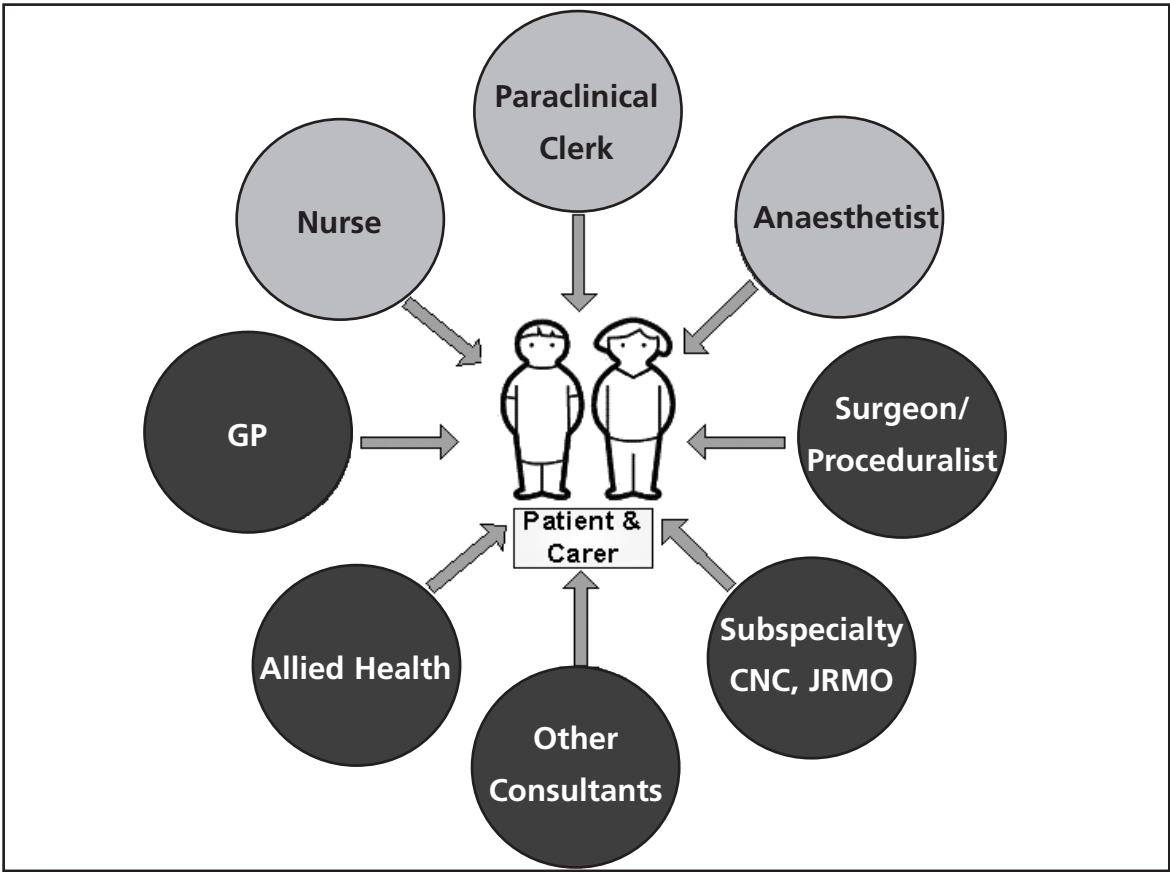 Paraclinical
Clerk
Nurse
Anaesthetist
GP
Surgeon/
Proceduralist
Patient &
Carer
Allied Health
Subspecialty
CNC, JRMO
Other
Consultants